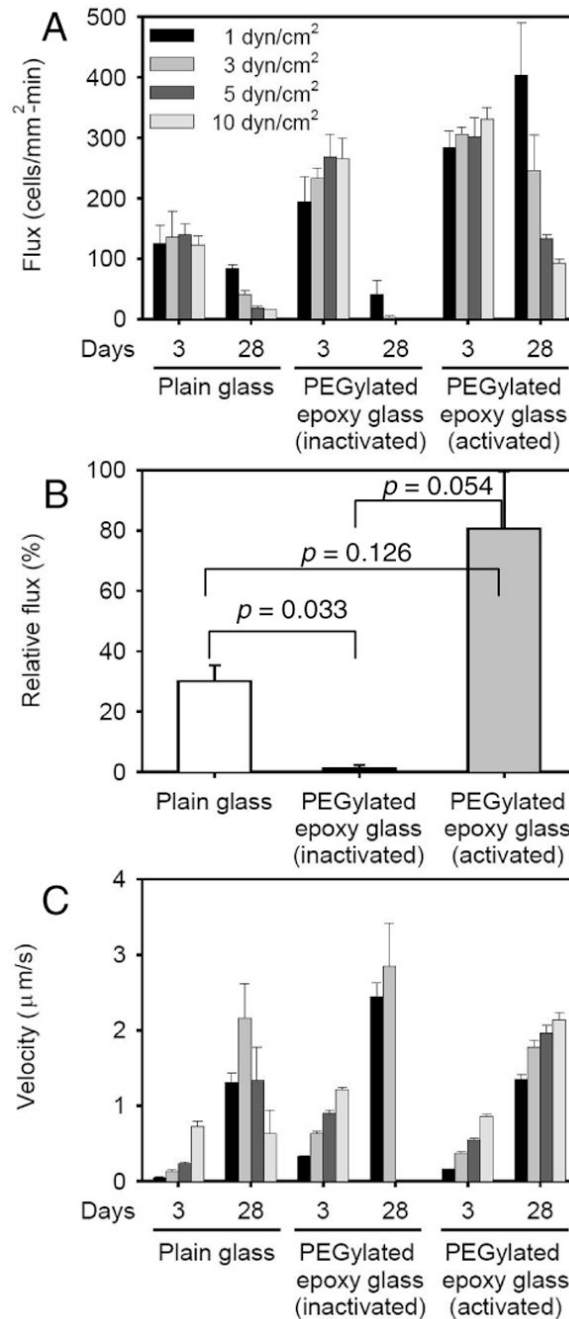 A
500
400
300
200
100
0
Flux (cells/mm²-min)
1 dyn/cm²
3 dyn/cm²
5 dyn/cm²
10 dyn/cm²
Days 3 28 3 28 3 28
Plain glass PEGylated PEGylated
epoxy glass epoxy glass
(inactivated) (activated)
B
100
80
60
40
20
0
Relative flux (%)
p = 0.054
p = 0.126
p = 0.033
Plain glass PEGylated PEGylated
epoxy glass epoxy glass
(inactivated) (activated)
C
4
3
2
1
0
Velocity (μm/s)
Days 3 28 3 28 3 28
Plain glass PEGylated PEGylated
epoxy glass epoxy glass
(inactivated) (activated)